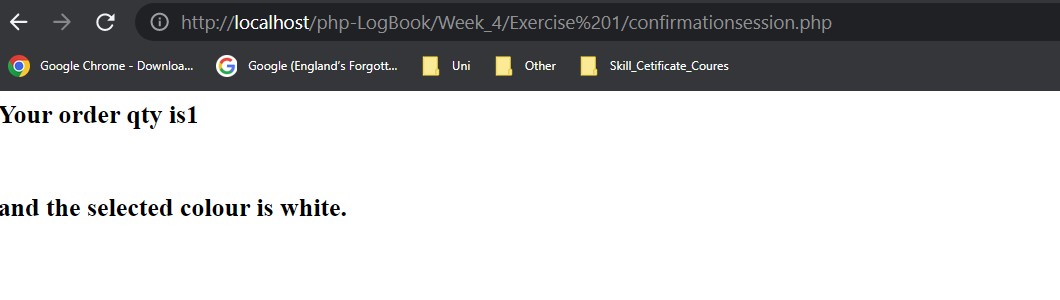 http://localhost/php-LogBook/Week_4/Exercise%201/confirmationsession.php
Google Chrome - Downloa... Google (England's Forgott... Uni Other Skill_Cetificate_Coures
Your order qty is1
and the selected colour is white.